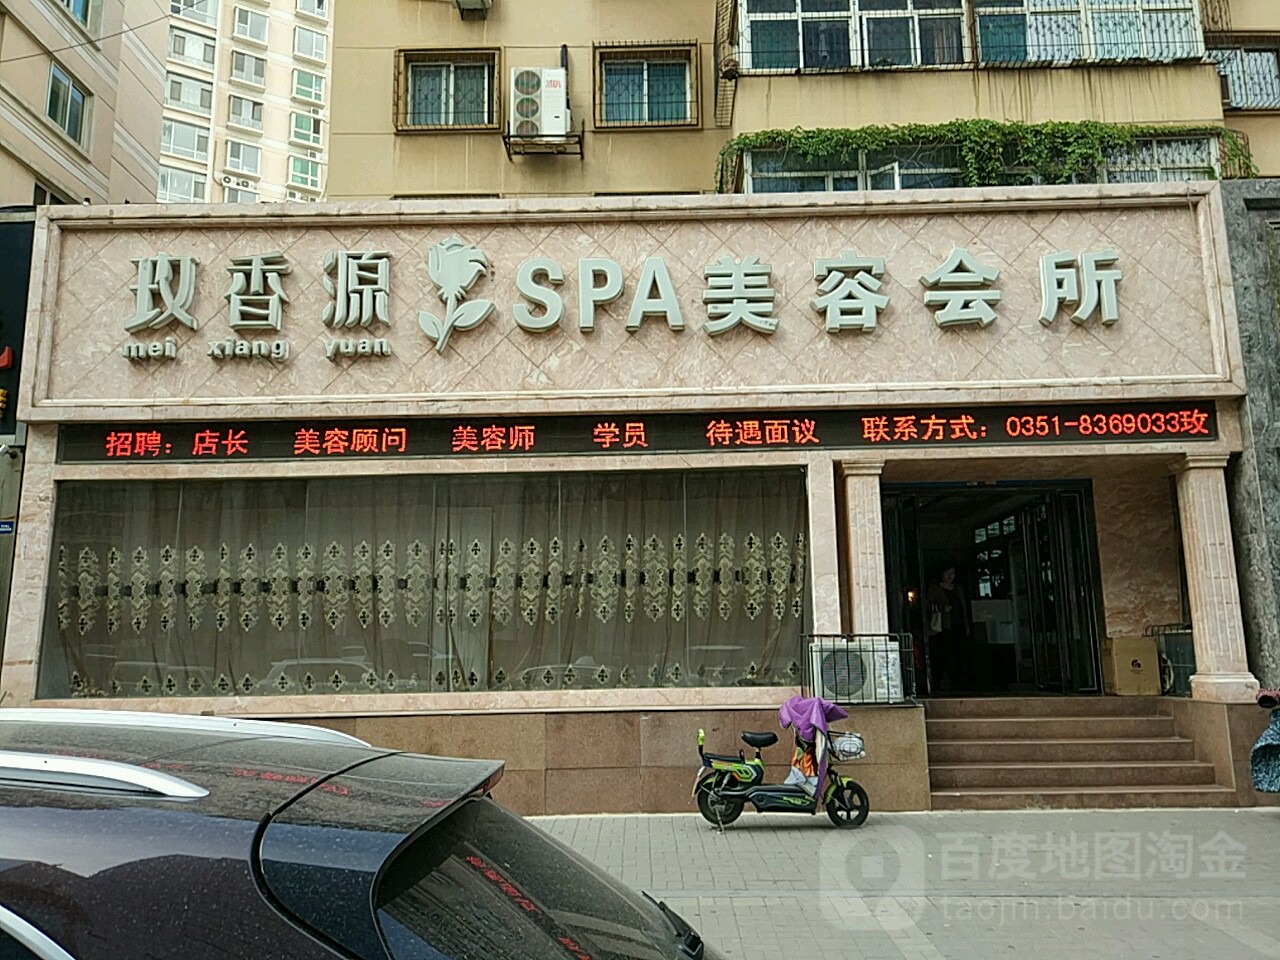 玫香源 SPA美容会所
mei xiang yuan
招聘：店长 美容顾问 美容师 学员 待遇面议 联系方式：0351-8369033玫
百度地图淘金
taojin.baidu.com